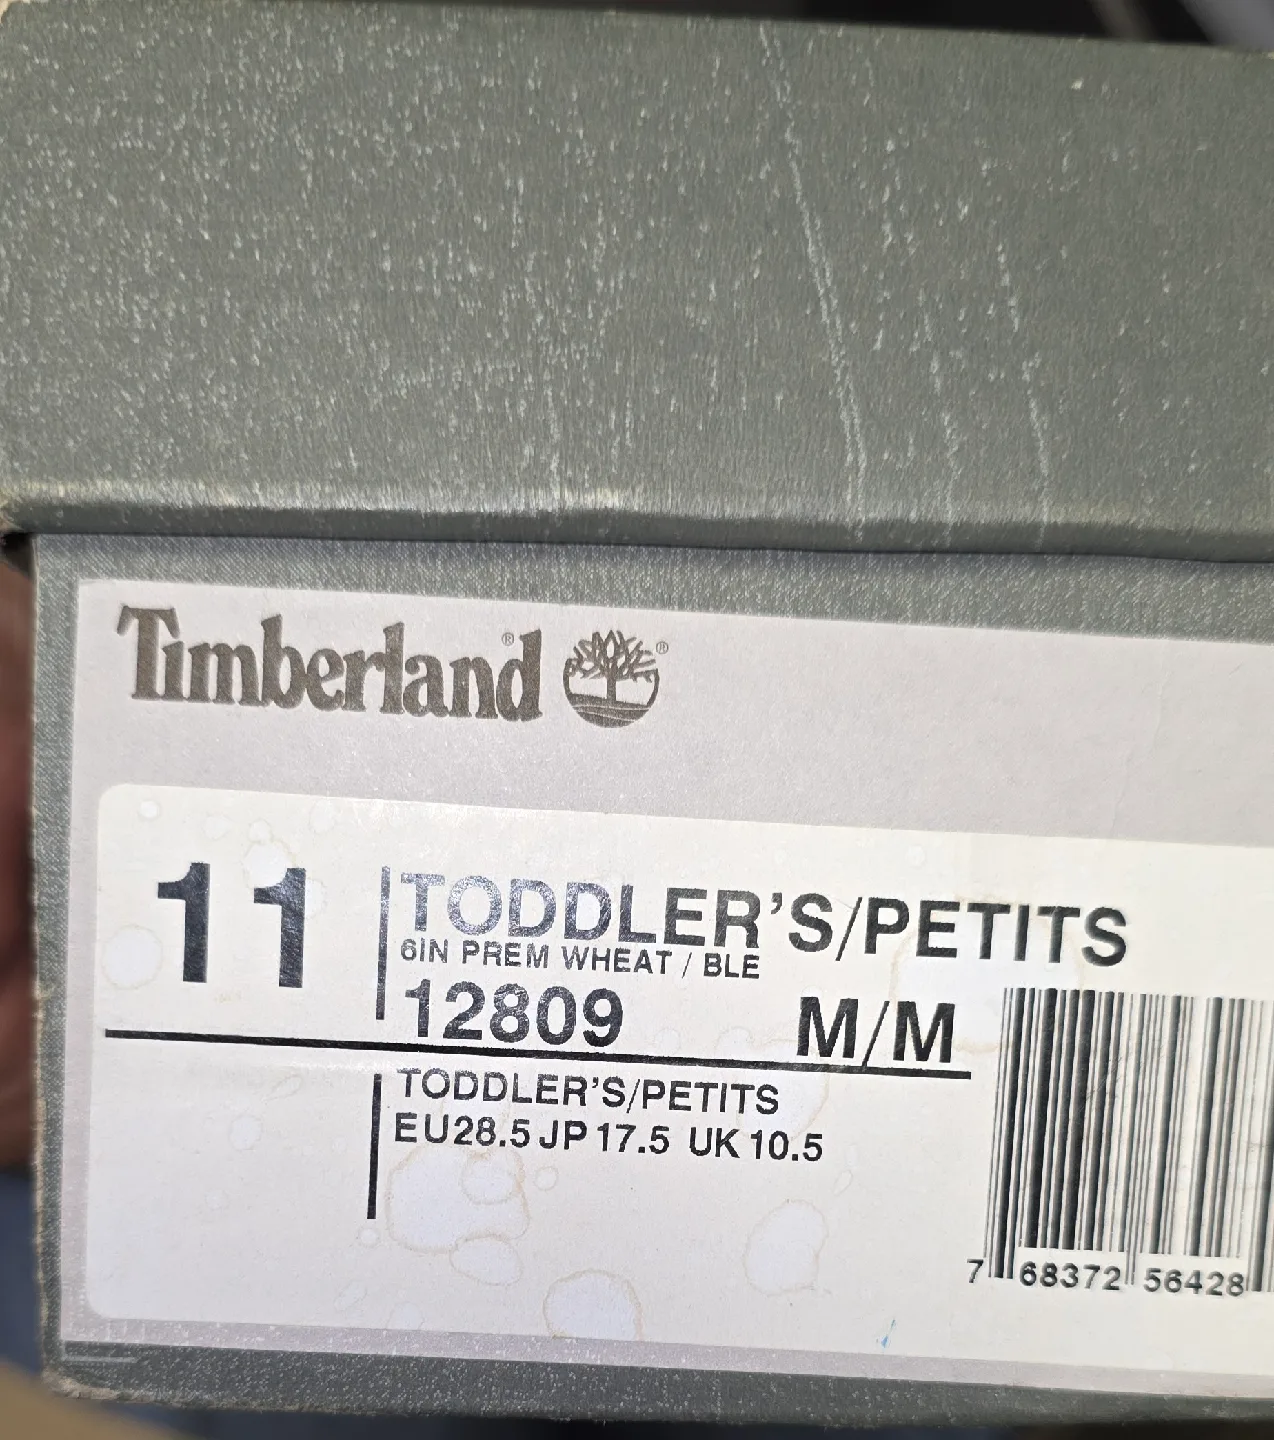 Timberland® ®
11
TODDLER'S/PETITS
6IN PREM WHEAT / BLE
12809 M/M
TODDLER'S/PETITS
EU28.5 JP 17.5 UK 10.5
7 68372 56428